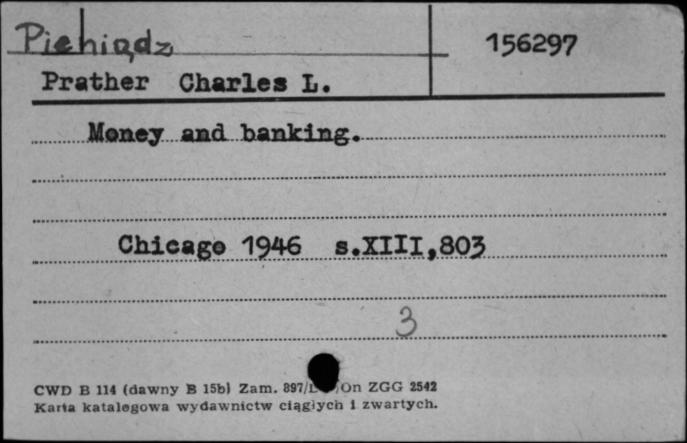 Pieniądz
156297
Prather Charles L.
Money and banking.
Chicago 1946 s.XIII,803
3
CWD B 114 (dawny B 15b) Zam. 897/ On ZGG 2542
Karta katalogowa wydawnictw ciągłych i zwartych.